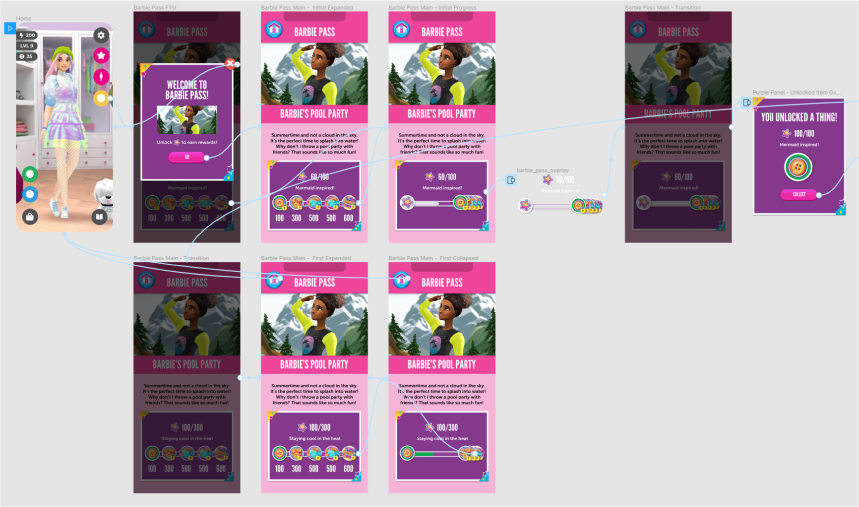 Home
200
LVL 9
25
Barbie Pass FTU
WELCOME TO
BARBIE PASS!
Unlock to earn rewards!
Mermaid inspired!
100 300 500 500 600
Barbie Pass Main - Initial Expanded
BARBIE PASS
BARBIE'S POOL PARTY
Summertime and not a cloud in the sky.
It's the perfect time to splash into water!
Why don't I throw a pool party with
friends? That sounds like so much fun!
60/100
Mermaid inspired!
100 300 500 500 600
Barbie Pass Main - Initial Progress
BARBIE PASS
BARBIE'S POOL PARTY
Summertime and not a cloud in the sky.
It's the perfect time to splash into water!
Why don't I throw a pool party with
friends? That sounds like so much fun!
60/100
Mermaid inspired!
barbie_pass_overlay
60/100
Mermaid inspired!
Barbie Pass Main - Transition
BARBIE PASS
BARBIE'S POOL PARTY
Summertime and not a cloud in the sky.
It's the perfect time to splash into water!
Why don't I throw a pool party with
friends? That sounds like so much fun!
Purple Panel - Unlocked Item-Ov...
YOU UNLOCKED A THING!
100/100
Mermaid inspired!
COLLECT
Barbie Pass Main - Transition
BARBIE PASS
BARBIE'S POOL PARTY
Summertime and not a cloud in the sky.
It's the perfect time to splash into water!
Why don't I throw a pool party with
friends? That sounds like so much fun!
100/300
Staying cool in the heat
100 300 500 500 600
Barbie Pass Main - First Expanded
BARBIE PASS
BARBIE'S POOL PARTY
Summertime and not a cloud in the sky.
It's the perfect time to splash into water!
Why don't I throw a pool party with
friends? That sounds like so much fun!
100/300
Staying cool in the heat
100 300 500 500 600
Barbie Pass Main - First Collapsed
BARBIE PASS
BARBIE'S POOL PARTY
Summertime and not a cloud in the sky.
It's the perfect time to splash into water!
Why don't I throw a pool party with
friends? That sounds like so much fun!
100/300
Staying cool in the heat